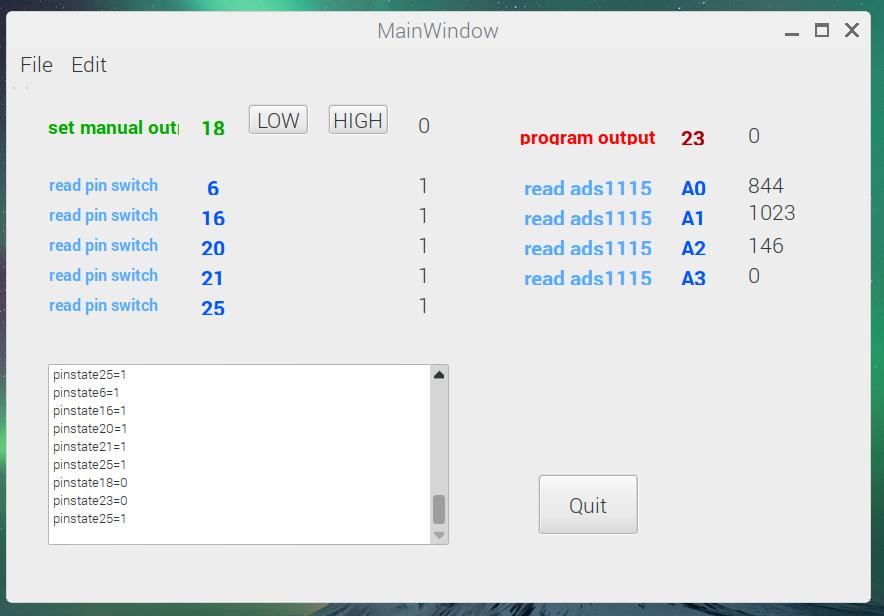 MainWindow
File Edit
set manual out 18 LOW HIGH 0
program output 23 0
read pin switch 6 1
read pin switch 16 1
read pin switch 20 1
read pin switch 21 1
read pin switch 25 1
read ads1115 A0 844
read ads1115 A1 1023
read ads1115 A2 146
read ads1115 A3 0
pinstate25=1
pinstate6=1
pinstate16=1
pinstate20=1
pinstate21=1
pinstate25=1
pinstate18=0
pinstate23=0
pinstate25=1
Quit